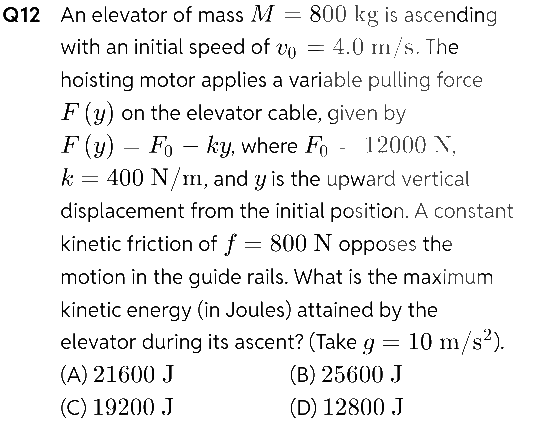 Q12 An elevator of mass M = 800 kg is ascending
with an initial speed of v₀ = 4.0 m/s. The
hoisting motor applies a variable pulling force
F (y) on the elevator cable, given by
F (y) − F₀ − ky, where F₀ - 12000 N,
k = 400 N/m, and y is the upward vertical
displacement from the initial position. A constant
kinetic friction of f = 800 N opposes the
motion in the guide rails. What is the maximum
kinetic energy (in Joules) attained by the
elevator during its ascent? (Take g = 10 m/s²).
(A) 21600 J (B) 25600 J
(C) 19200 J (D) 12800 J